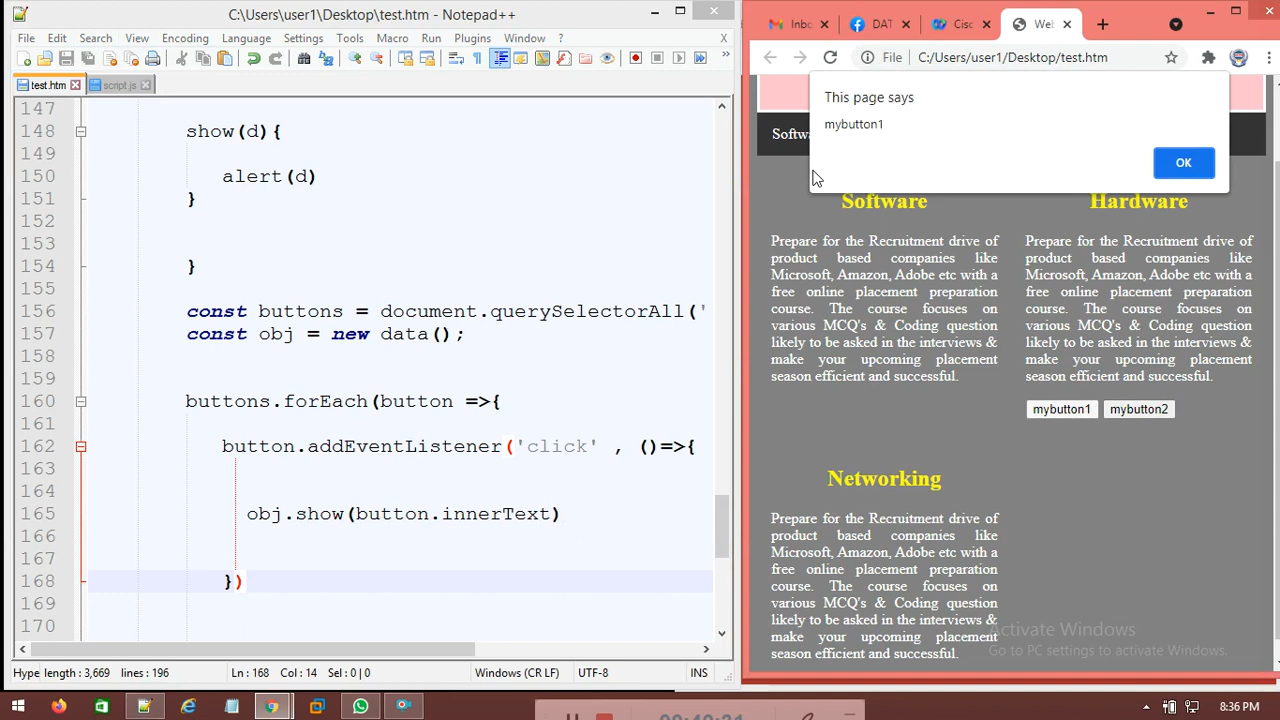 C:\Users\user1\Desktop\test.htm - Notepad++
File Edit Search View Encoding Language Settings Tools Macro Run Plugins Window ? X
test.htm script.js
147
148 show(d){
149
150 alert(d)
151 }
152
153
154 }
155
156 const buttons = document.querySelectorAll('
157 const obj = new data();
158
159
160 buttons.forEach(button =>{
161
162 button.addEventListener('click' , ()=>{
163
164
165 obj.show(button.innerText)
166
167
168 })
169
170
Hype length : 3,669 lines : 196 Ln : 168 Col : 14 Sel : 0 | 0 Windows (CR LF) UTF-8 INS
Inbo DAT Cisc Web
File C:/Users/user1/Desktop/test.htm
This page says
mybutton1
OK
Softwa
Software
Prepare for the Recruitment drive of
product based companies like
Microsoft, Amazon, Adobe etc with a
free online placement preparation
course. The course focuses on
various MCQ's & Coding question
likely to be asked in the interviews &
make your upcoming placement
season efficient and successful.
Hardware
Prepare for the Recruitment drive of
product based companies like
Microsoft, Amazon, Adobe etc with a
free online placement preparation
course. The course focuses on
various MCQ's & Coding question
likely to be asked in the interviews &
make your upcoming placement
season efficient and successful.
mybutton1 mybutton2
Networking
Prepare for the Recruitment drive of
product based companies like
Microsoft, Amazon, Adobe etc with a
free online placement preparation
course. The course focuses on
various MCQ's & Coding question
likely to be asked in the interviews &
make your upcoming placement
season efficient and successful.
Activate Windows
Go to PC settings to activate Windows.
8:36 PM